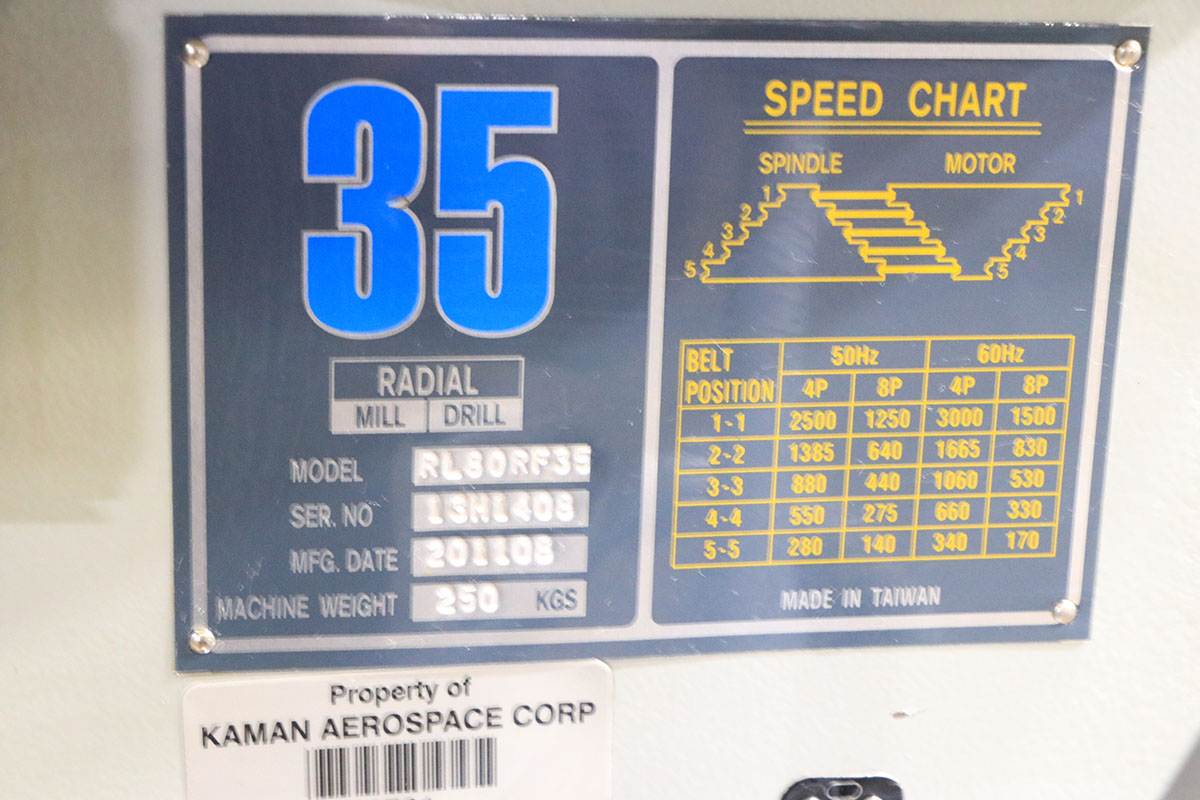 35
RADIAL
MILL DRILL
MODEL RL80RF35
SER. NO 13M1408
MFG. DATE 201108
MACHINE WEIGHT 250 KGS
SPEED CHART
SPINDLE MOTOR
1 1
2 2
3 3
4 4
5 5
BELT POSITION 50Hz 60Hz
4P 8P 4P 8P
1-1 2500 1250 3000 1500
2-2 1385 640 1665 830
3-3 880 440 1060 530
4-4 550 275 660 330
5-5 280 140 340 170
MADE IN TAIWAN
Property of
KAMAN AEROSPACE CORP